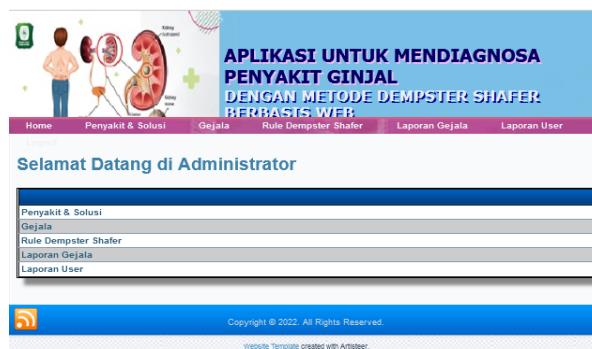 APLIKASI UNTUK MENDIAGNOSA
PENYAKIT GINJAL
DENGAN METODE DEMPSTER SHAFER
BERBASIS WEB
Home Penyakit & Solusi Gejala Rule Dempster Shafer Laporan Gejala Laporan User
Logout
Selamat Datang di Administrator
Penyakit & Solusi
Gejala
Rule Dempster Shafer
Laporan Gejala
Laporan User
Copyright © 2022. All Rights Reserved.
Website Template created with Artisteer.